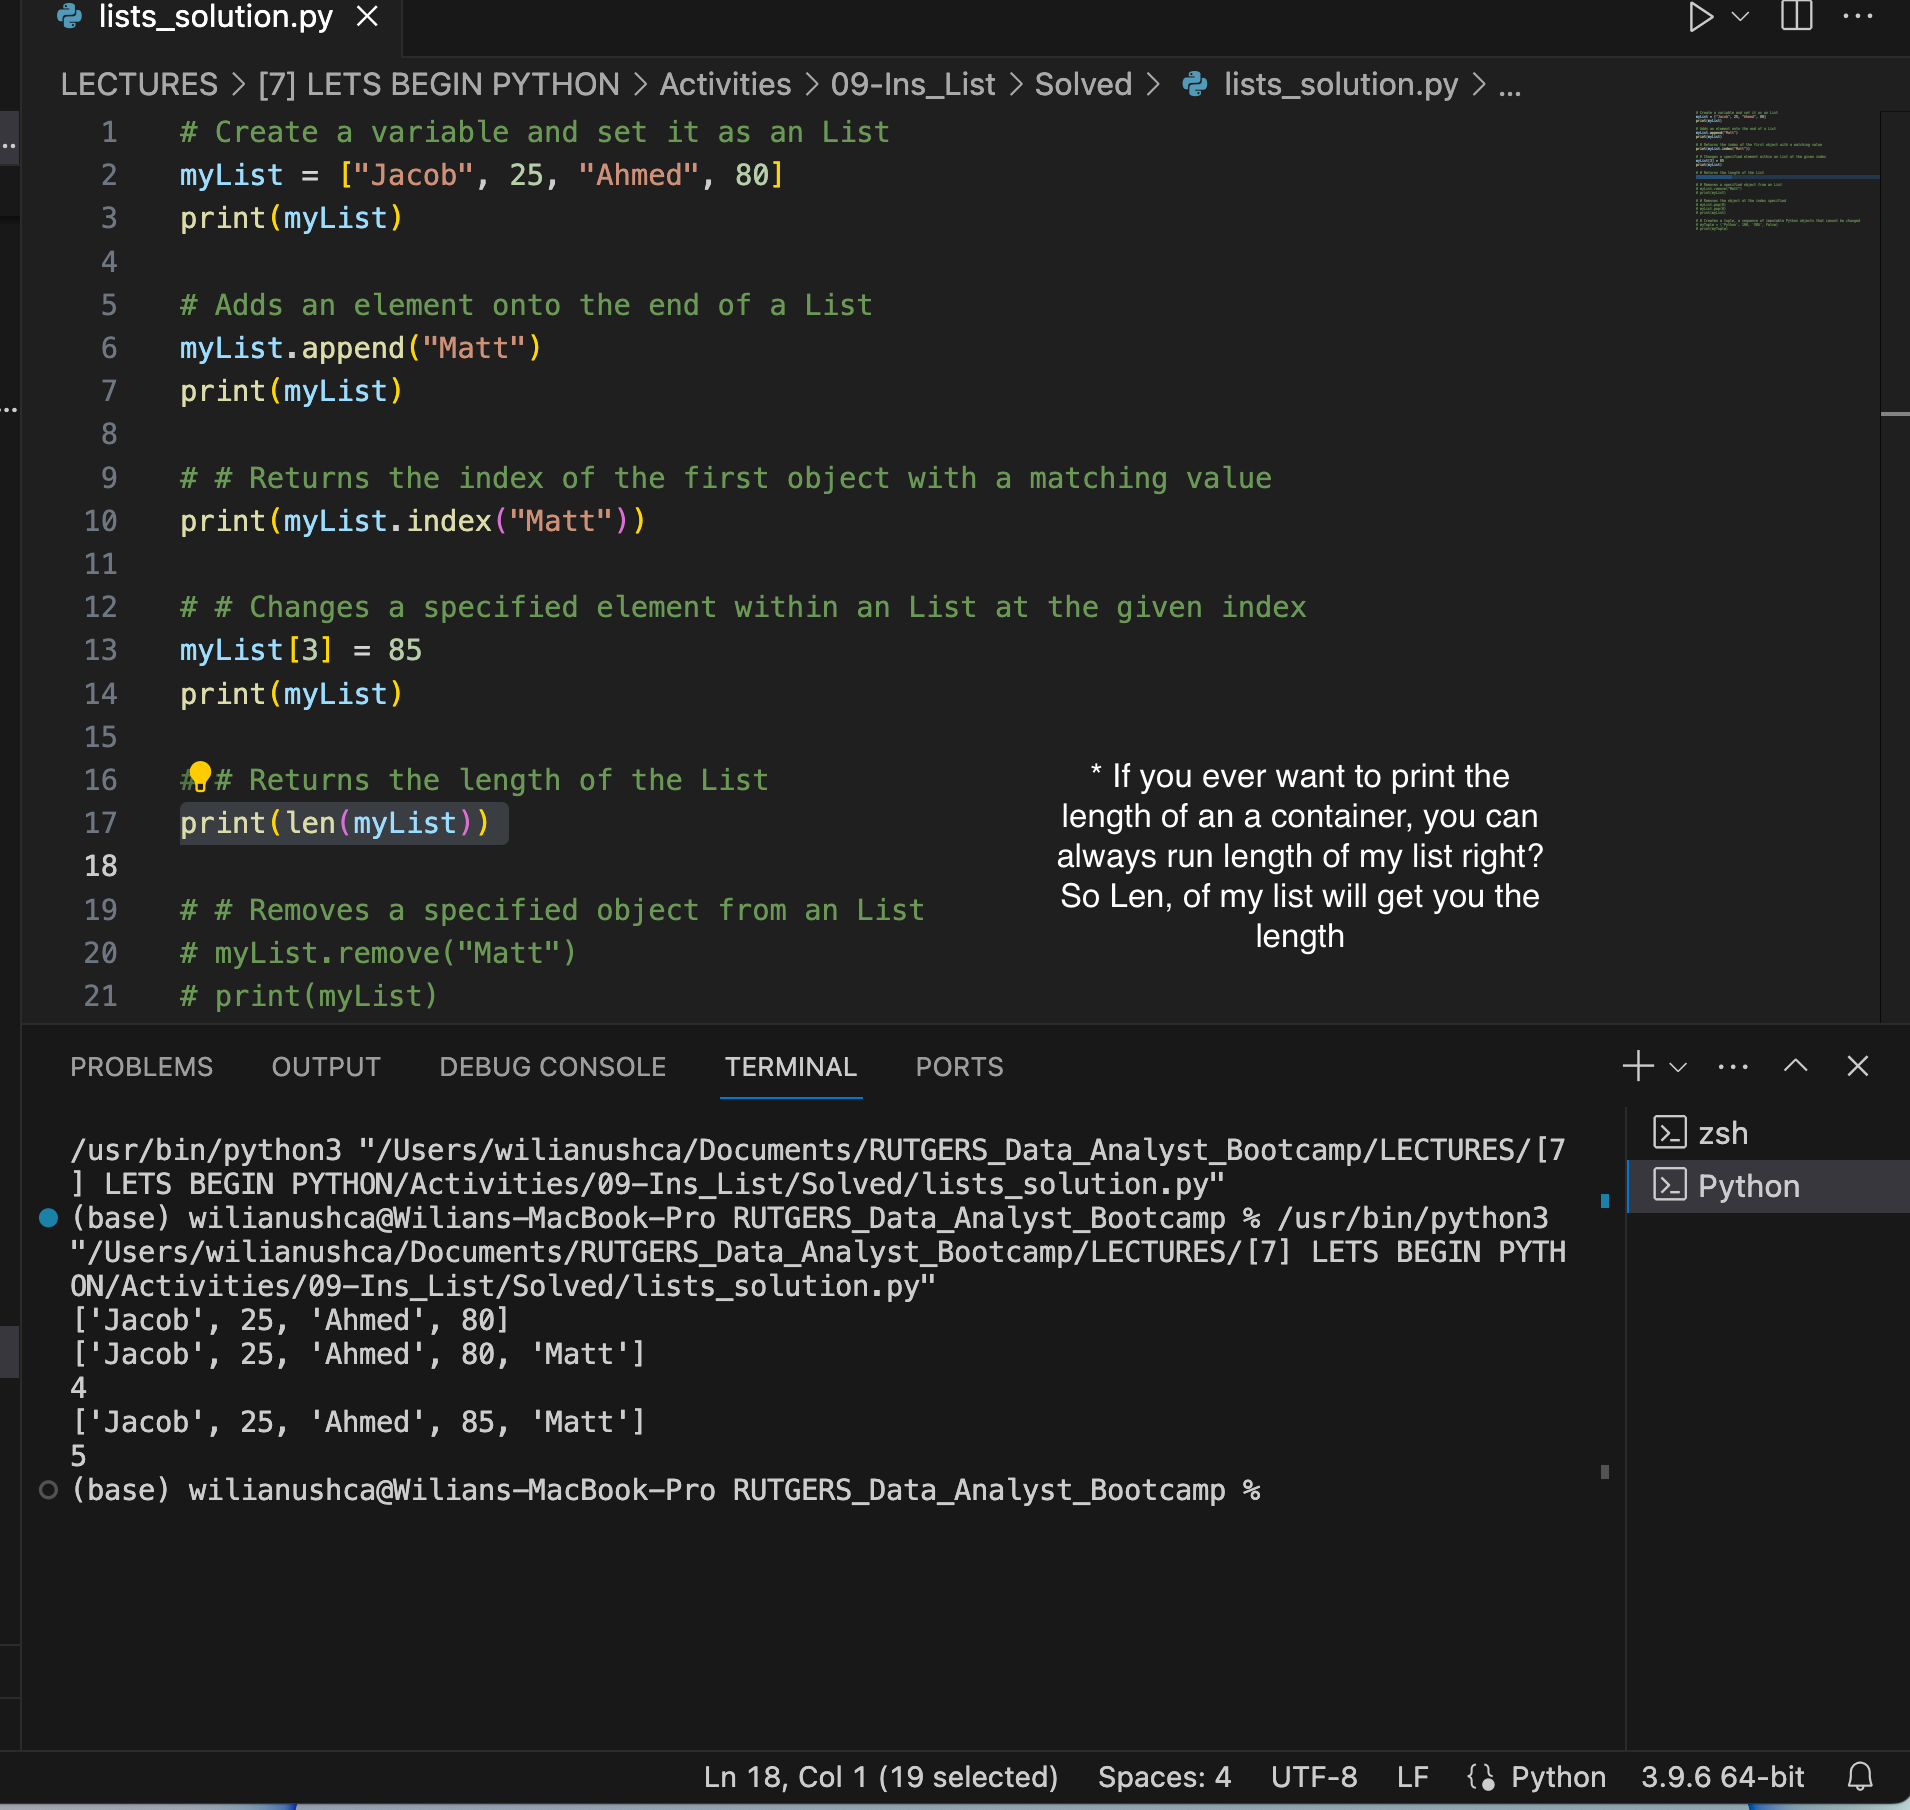 lists_solution.py
LECTURES > [7] LETS BEGIN PYTHON > Activities > 09-Ins_List > Solved > lists_solution.py > ...
1 # Create a variable and set it as an List
2 myList = ["Jacob", 25, "Ahmed", 80]
3 print(myList)
4
5 # Adds an element onto the end of a List
6 myList.append("Matt")
7 print(myList)
8
9 # # Returns the index of the first object with a matching value
10 print(myList.index("Matt"))
11
12 # # Changes a specified element within an List at the given index
13 myList[3] = 85
14 print(myList)
15
16 # # Returns the length of the List
17 print(len(myList))
18
19 # # Removes a specified object from an List
20 # myList.remove("Matt")
21 # print(myList)
* If you ever want to print the
length of an a container, you can
always run length of my list right?
So Len, of my list will get you the
length
PROBLEMS OUTPUT DEBUG CONSOLE TERMINAL PORTS
/usr/bin/python3 "/Users/wilianushca/Documents/RUTGERS_Data_Analyst_Bootcamp/LECTURES/[7
] LETS BEGIN PYTHON/Activities/09-Ins_List/Solved/lists_solution.py"
(base) wilianushca@Wilians-MacBook-Pro RUTGERS_Data_Analyst_Bootcamp % /usr/bin/python3
"/Users/wilianushca/Documents/RUTGERS_Data_Analyst_Bootcamp/LECTURES/[7] LETS BEGIN PYTH
ON/Activities/09-Ins_List/Solved/lists_solution.py"
['Jacob', 25, 'Ahmed', 80]
['Jacob', 25, 'Ahmed', 80, 'Matt']
4
['Jacob', 25, 'Ahmed', 85, 'Matt']
5
(base) wilianushca@Wilians-MacBook-Pro RUTGERS_Data_Analyst_Bootcamp %
zsh
Python
Ln 18, Col 1 (19 selected) Spaces: 4 UTF-8 LF Python 3.9.6 64-bit